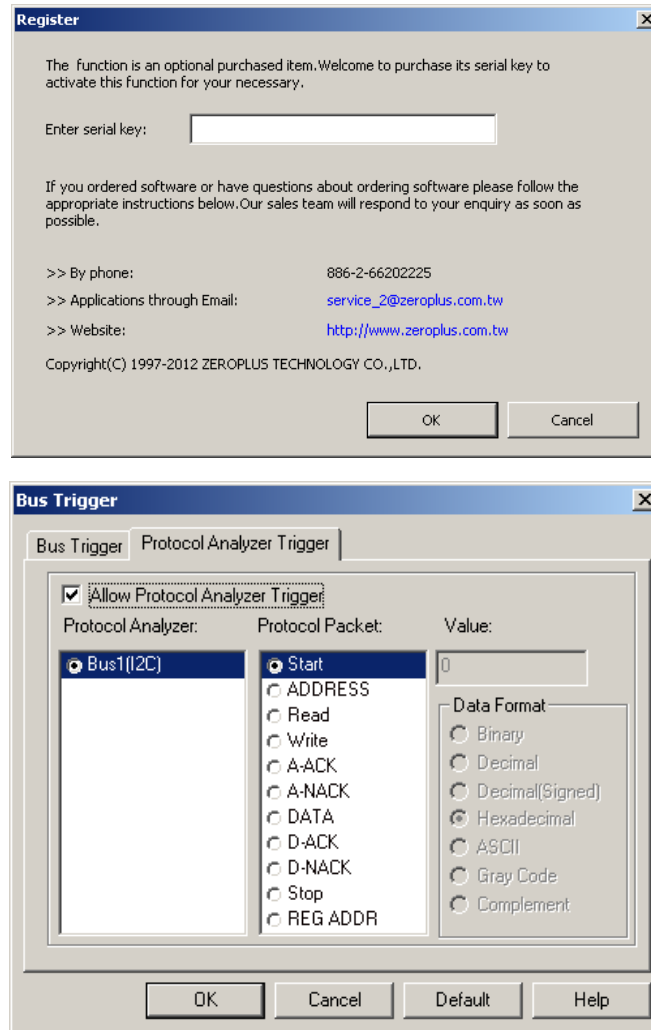 Register
The function is an optional purchased item.Welcome to purchase its serial key to
activate this function for your necessary.
Enter serial key:
If you ordered software or have questions about ordering software please follow the
appropriate instructions below.Our sales team will respond to your enquiry as soon as
possible.
>> By phone: 886-2-66202225
>> Applications through Email: service_2@zeroplus.com.tw
>> Website: http://www.zeroplus.com.tw
Copyright(C) 1997-2012 ZEROPLUS TECHNOLOGY CO.,LTD.
OK Cancel
Bus Trigger
Bus Trigger Protocol Analyzer Trigger
Allow Protocol Analyzer Trigger
Protocol Analyzer: Protocol Packet: Value:
Bus1(I2C) Start 0
ADDRESS
Read Data Format
Write Binary
A-ACK Decimal
A-NACK Decimal(Signed)
DATA Hexadecimal
D-ACK ASCII
D-NACK Gray Code
Stop Complement
REG ADDR
OK Cancel Default Help